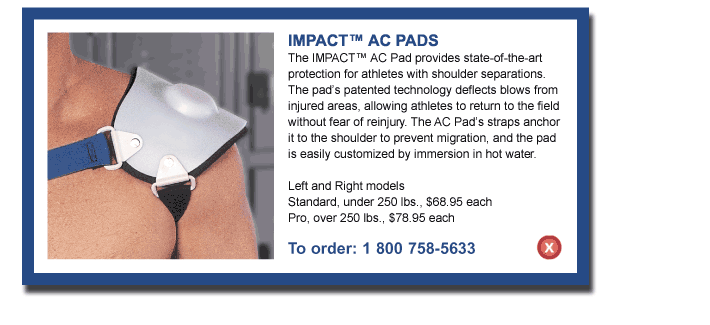 IMPACT™ AC PADS
The IMPACT™ AC Pad provides state-of-the-art
protection for athletes with shoulder separations.
The pad's patented technology deflects blows from
injured areas, allowing athletes to return to the field
without fear of reinjury. The AC Pad's straps anchor
it to the shoulder to prevent migration, and the pad
is easily customized by immersion in hot water.
Left and Right models
Standard, under 250 lbs., $68.95 each
Pro, over 250 lbs., $78.95 each
To order: 1 800 758-5633
X